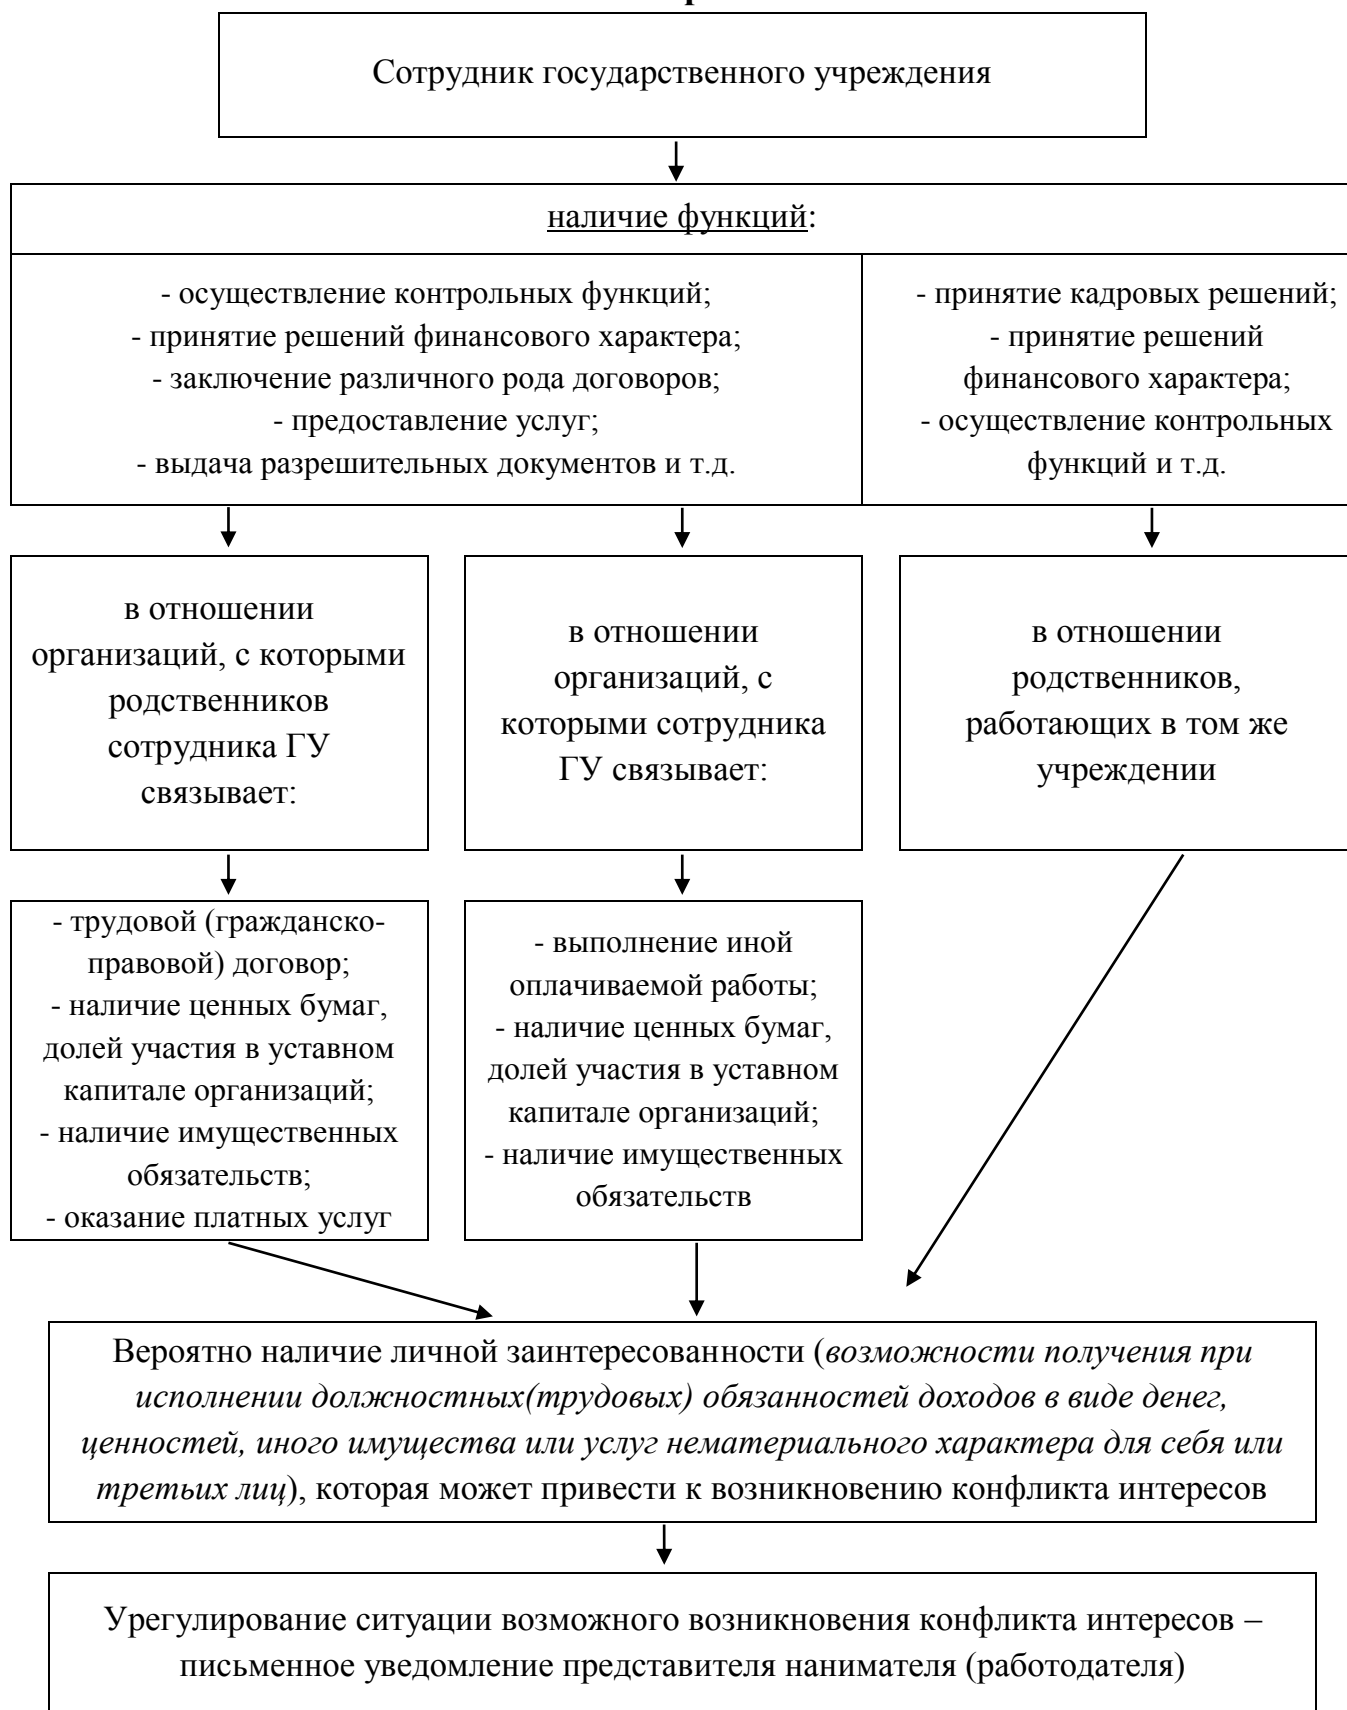 Сотрудник государственного учреждения
наличие функций:
- осуществление контрольных функций;
- принятие решений финансового характера;
- заключение различного рода договоров;
- предоставление услуг;
- выдача разрешительных документов и т.д.
- принятие кадровых решений;
- принятие решений
финансового характера;
- осуществление контрольных
функций и т.д.
в отношении
организаций, с которыми
родственников
сотрудника ГУ
связывает:
в отношении
организаций, с
которыми сотрудника
ГУ связывает:
в отношении
родственников,
работающих в том же
учреждении
- трудовой (гражданско-
правовой) договор;
- наличие ценных бумаг,
долей участия в уставном
капитале организаций;
- наличие имущественных
обязательств;
- оказание платных услуг
- выполнение иной
оплачиваемой работы;
- наличие ценных бумаг,
долей участия в уставном
капитале организаций;
- наличие имущественных
обязательств
Вероятно наличие личной заинтересованности (возможности получения при
исполнении должностных(трудовых) обязанностей доходов в виде денег,
ценностей, иного имущества или услуг нематериального характера для себя или
третьих лиц), которая может привести к возникновению конфликта интересов
Урегулирование ситуации возможного возникновения конфликта интересов –
письменное уведомление представителя нанимателя (работодателя)